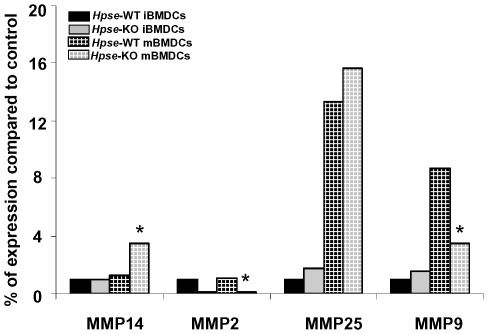 Hpse-WT iBMDCs
Hpse-KO iBMDCs
Hpse-WT mBMDCs
Hpse-KO mBMDCs
% of expression compared to control
20
16
12
8
4
0
*
*
*
MMP14 MMP2 MMP25 MMP9